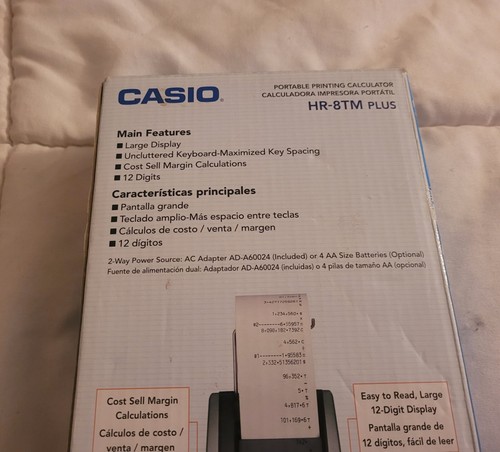 CASIO
PORTABLE PRINTING CALCULATOR
CALCULADORA IMPRESORA PORTÁTIL
HR-8TM PLUS
Main Features
■ Large Display
■ Uncluttered Keyboard-Maximized Key Spacing
■ Cost Sell Margin Calculations
■ 12 Digits
Características principales
■ Pantalla grande
■ Teclado amplio-Más espacio entre teclas
■ Cálculos de costo / venta / margen
■ 12 dígitos
2-Way Power Source: AC Adapter AD-A60024 (Included) or 4 AA Size Batteries (Optional)
Fuente de alimentación dual: Adaptador AD-A60024 (incluidas) o 4 pilas de tamaño AA (opcional)
Cost Sell Margin
Calculations
Cálculos de costo /
venta / margen
Easy to Read, Large
12-Digit Display
Pantalla grande de
12 dígitos, fácil de leer